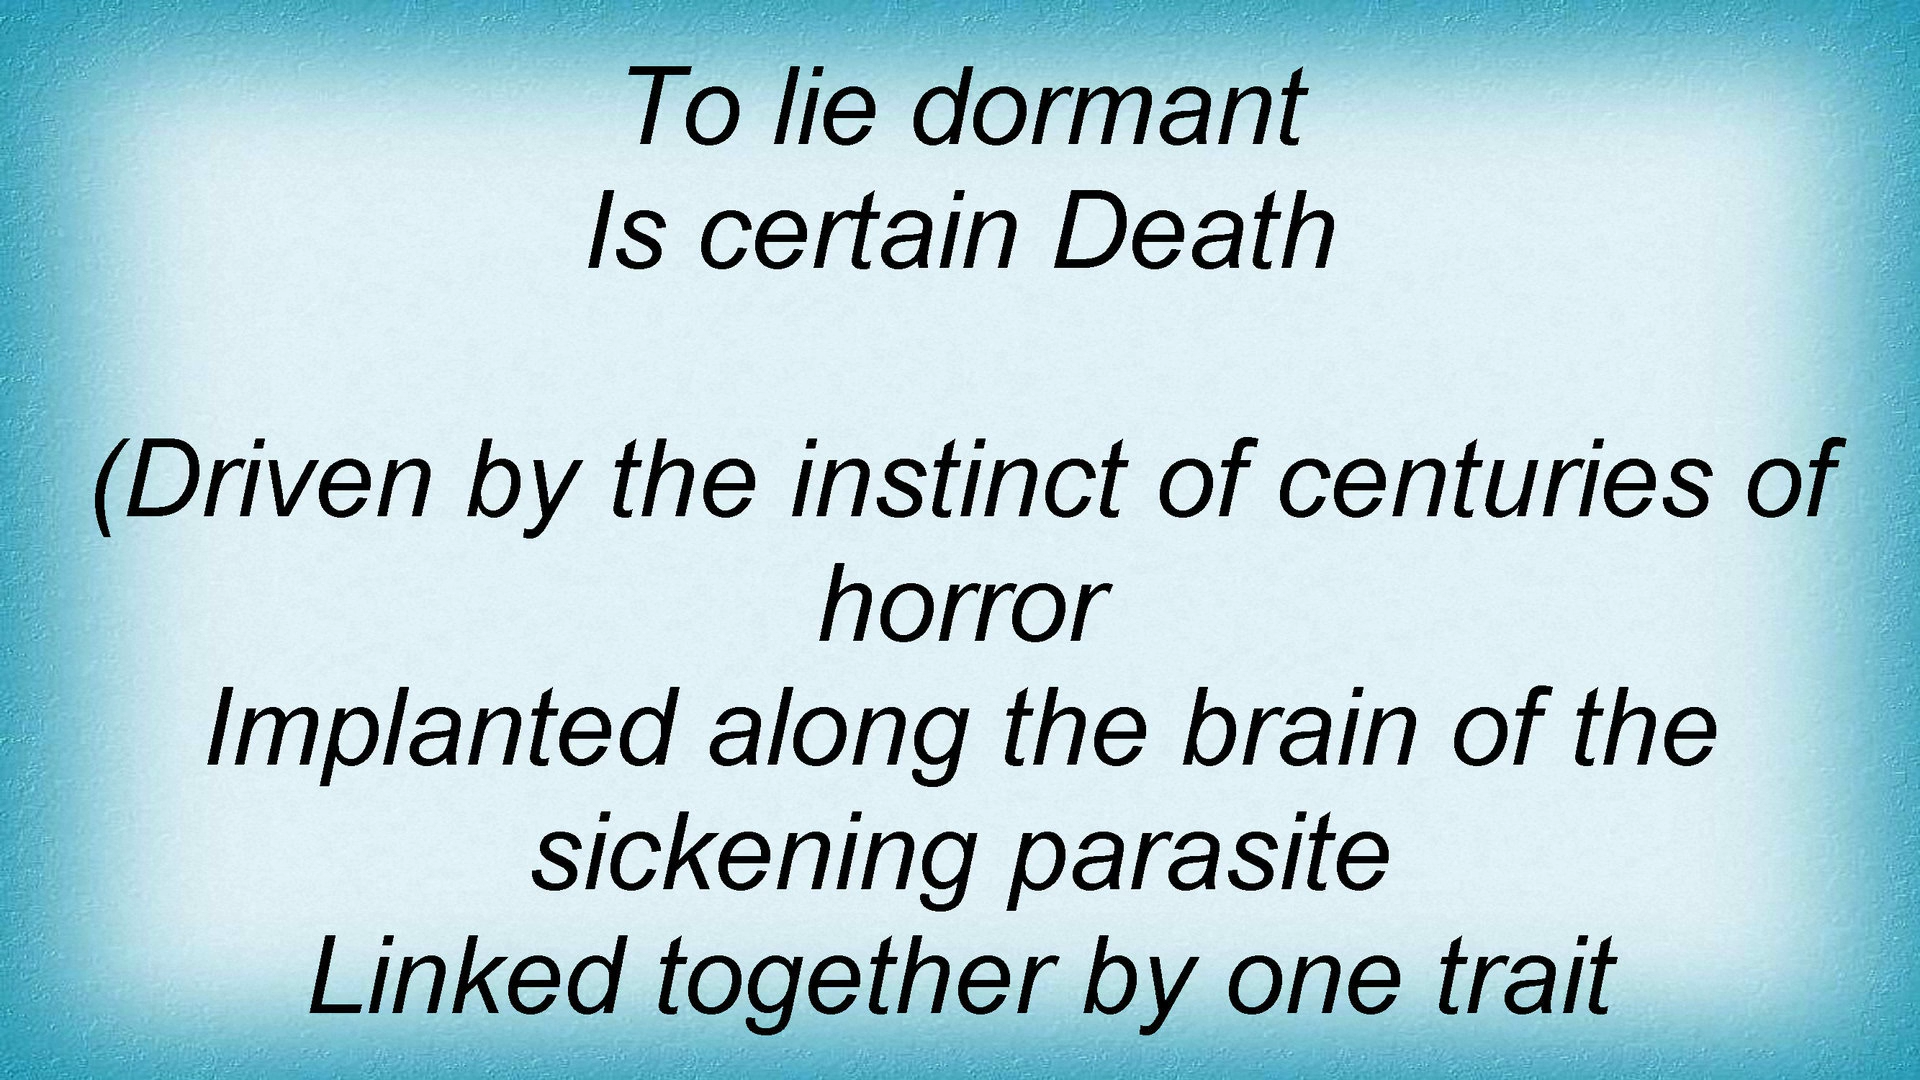 To lie dormant
Is certain Death
(Driven by the instinct of centuries of
horror
Implanted along the brain of the
sickening parasite
Linked together by one trait